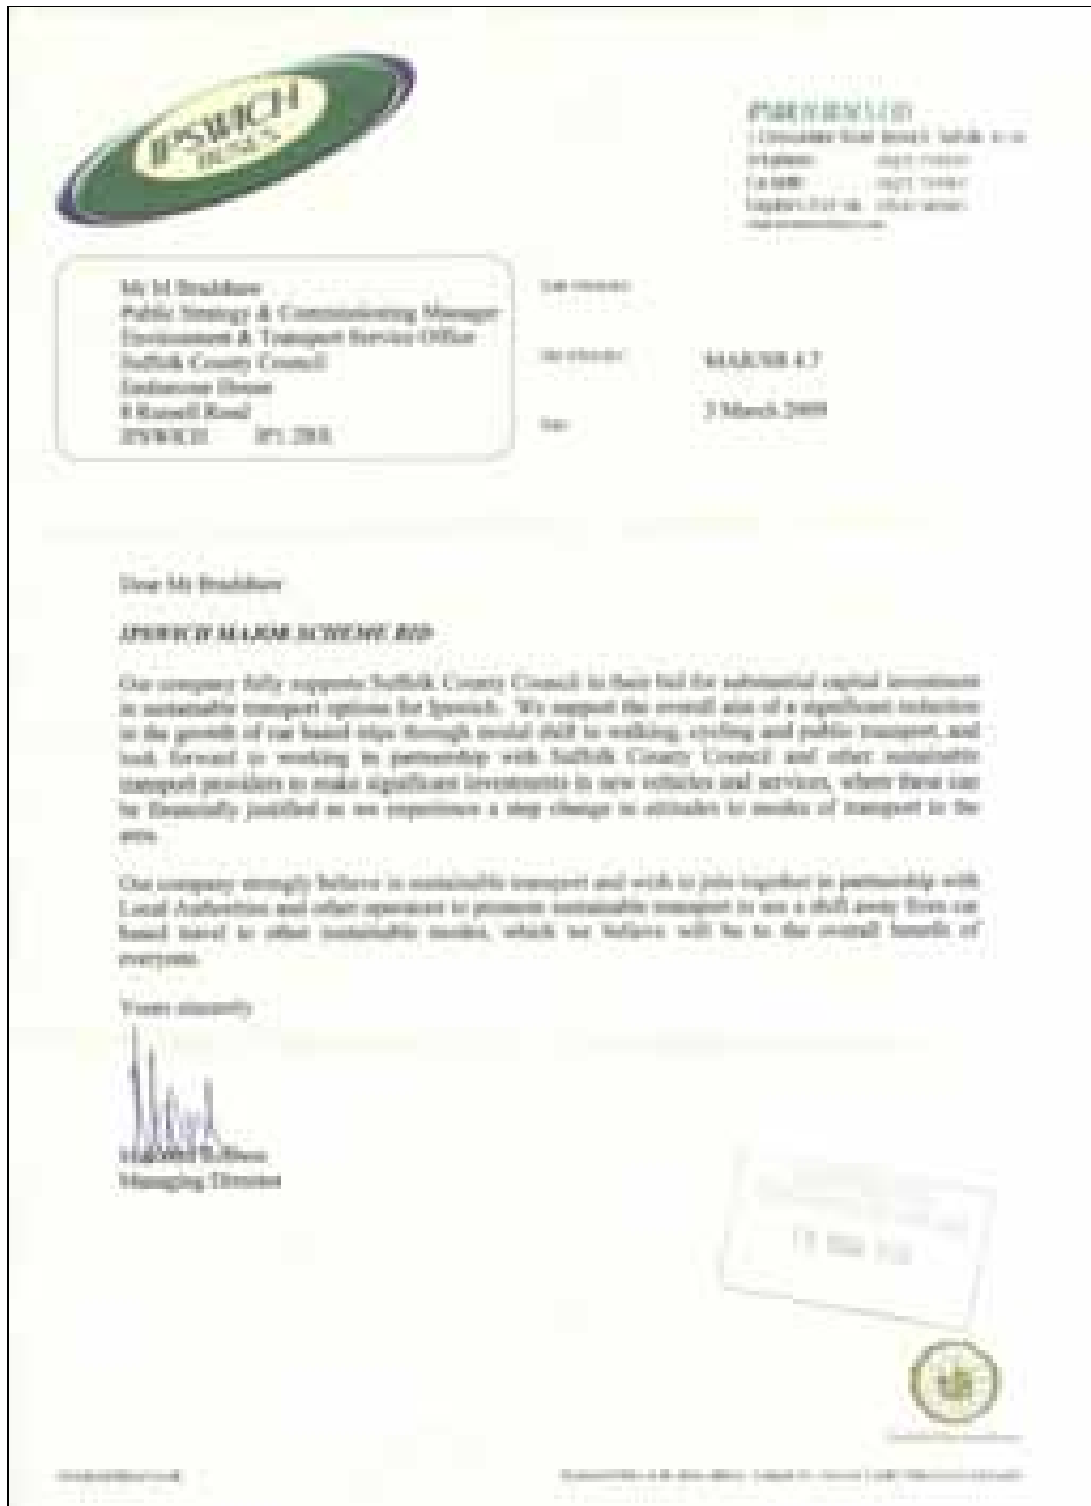 IPSWICH
BUSES
Mr M Bradshaw
Public Strategy & Commissioning Manager
Environment & Transport Service Office
Suffolk County Council
Endeavour House
8 Russell Road
IPSWICH IP1 2BX
3 March 2009
Dear Mr Bradshaw
IPSWICH MAJOR SCHEME BID
Our company fully supports Suffolk County Council in their bid for substantial capital investment
in sustainable transport options for Ipswich. We support the overall aim of a significant reduction
in the growth of car based trips through modal shift to walking, cycling and public transport, and
look forward to working in partnership with Suffolk County Council and other sustainable
transport providers to make significant investments in new vehicles and services, where these can
be financially justified as we experience a step change in attitudes to modes of transport in the
area.
Our company strongly believe in sustainable transport and wish to join together in partnership with
Local Authorities and other operators to promote sustainable transport to see a shift away from car
based travel to other sustainable modes, which we believe will be to the overall benefit of
everyone.
Yours sincerely
Managing Director